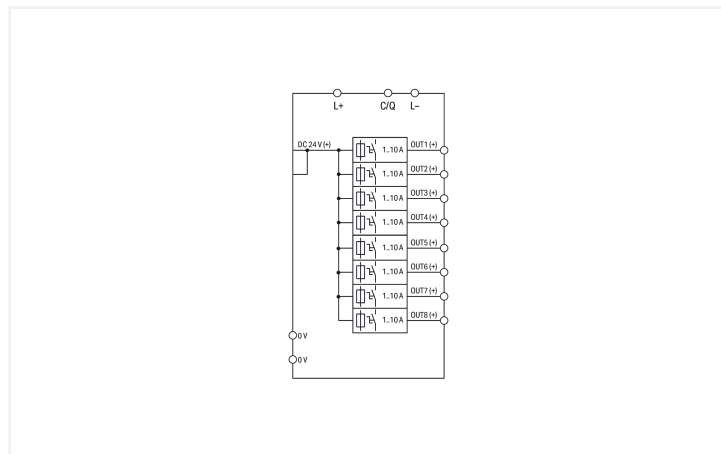 L+ C/Q L−
DC 24 V (+)
1...10 A OUT1 (+)
1...10 A OUT2 (+)
1...10 A OUT3 (+)
1...10 A OUT4 (+)
1...10 A OUT5 (+)
1...10 A OUT6 (+)
1...10 A OUT7 (+)
1...10 A OUT8 (+)
0 V
0 V